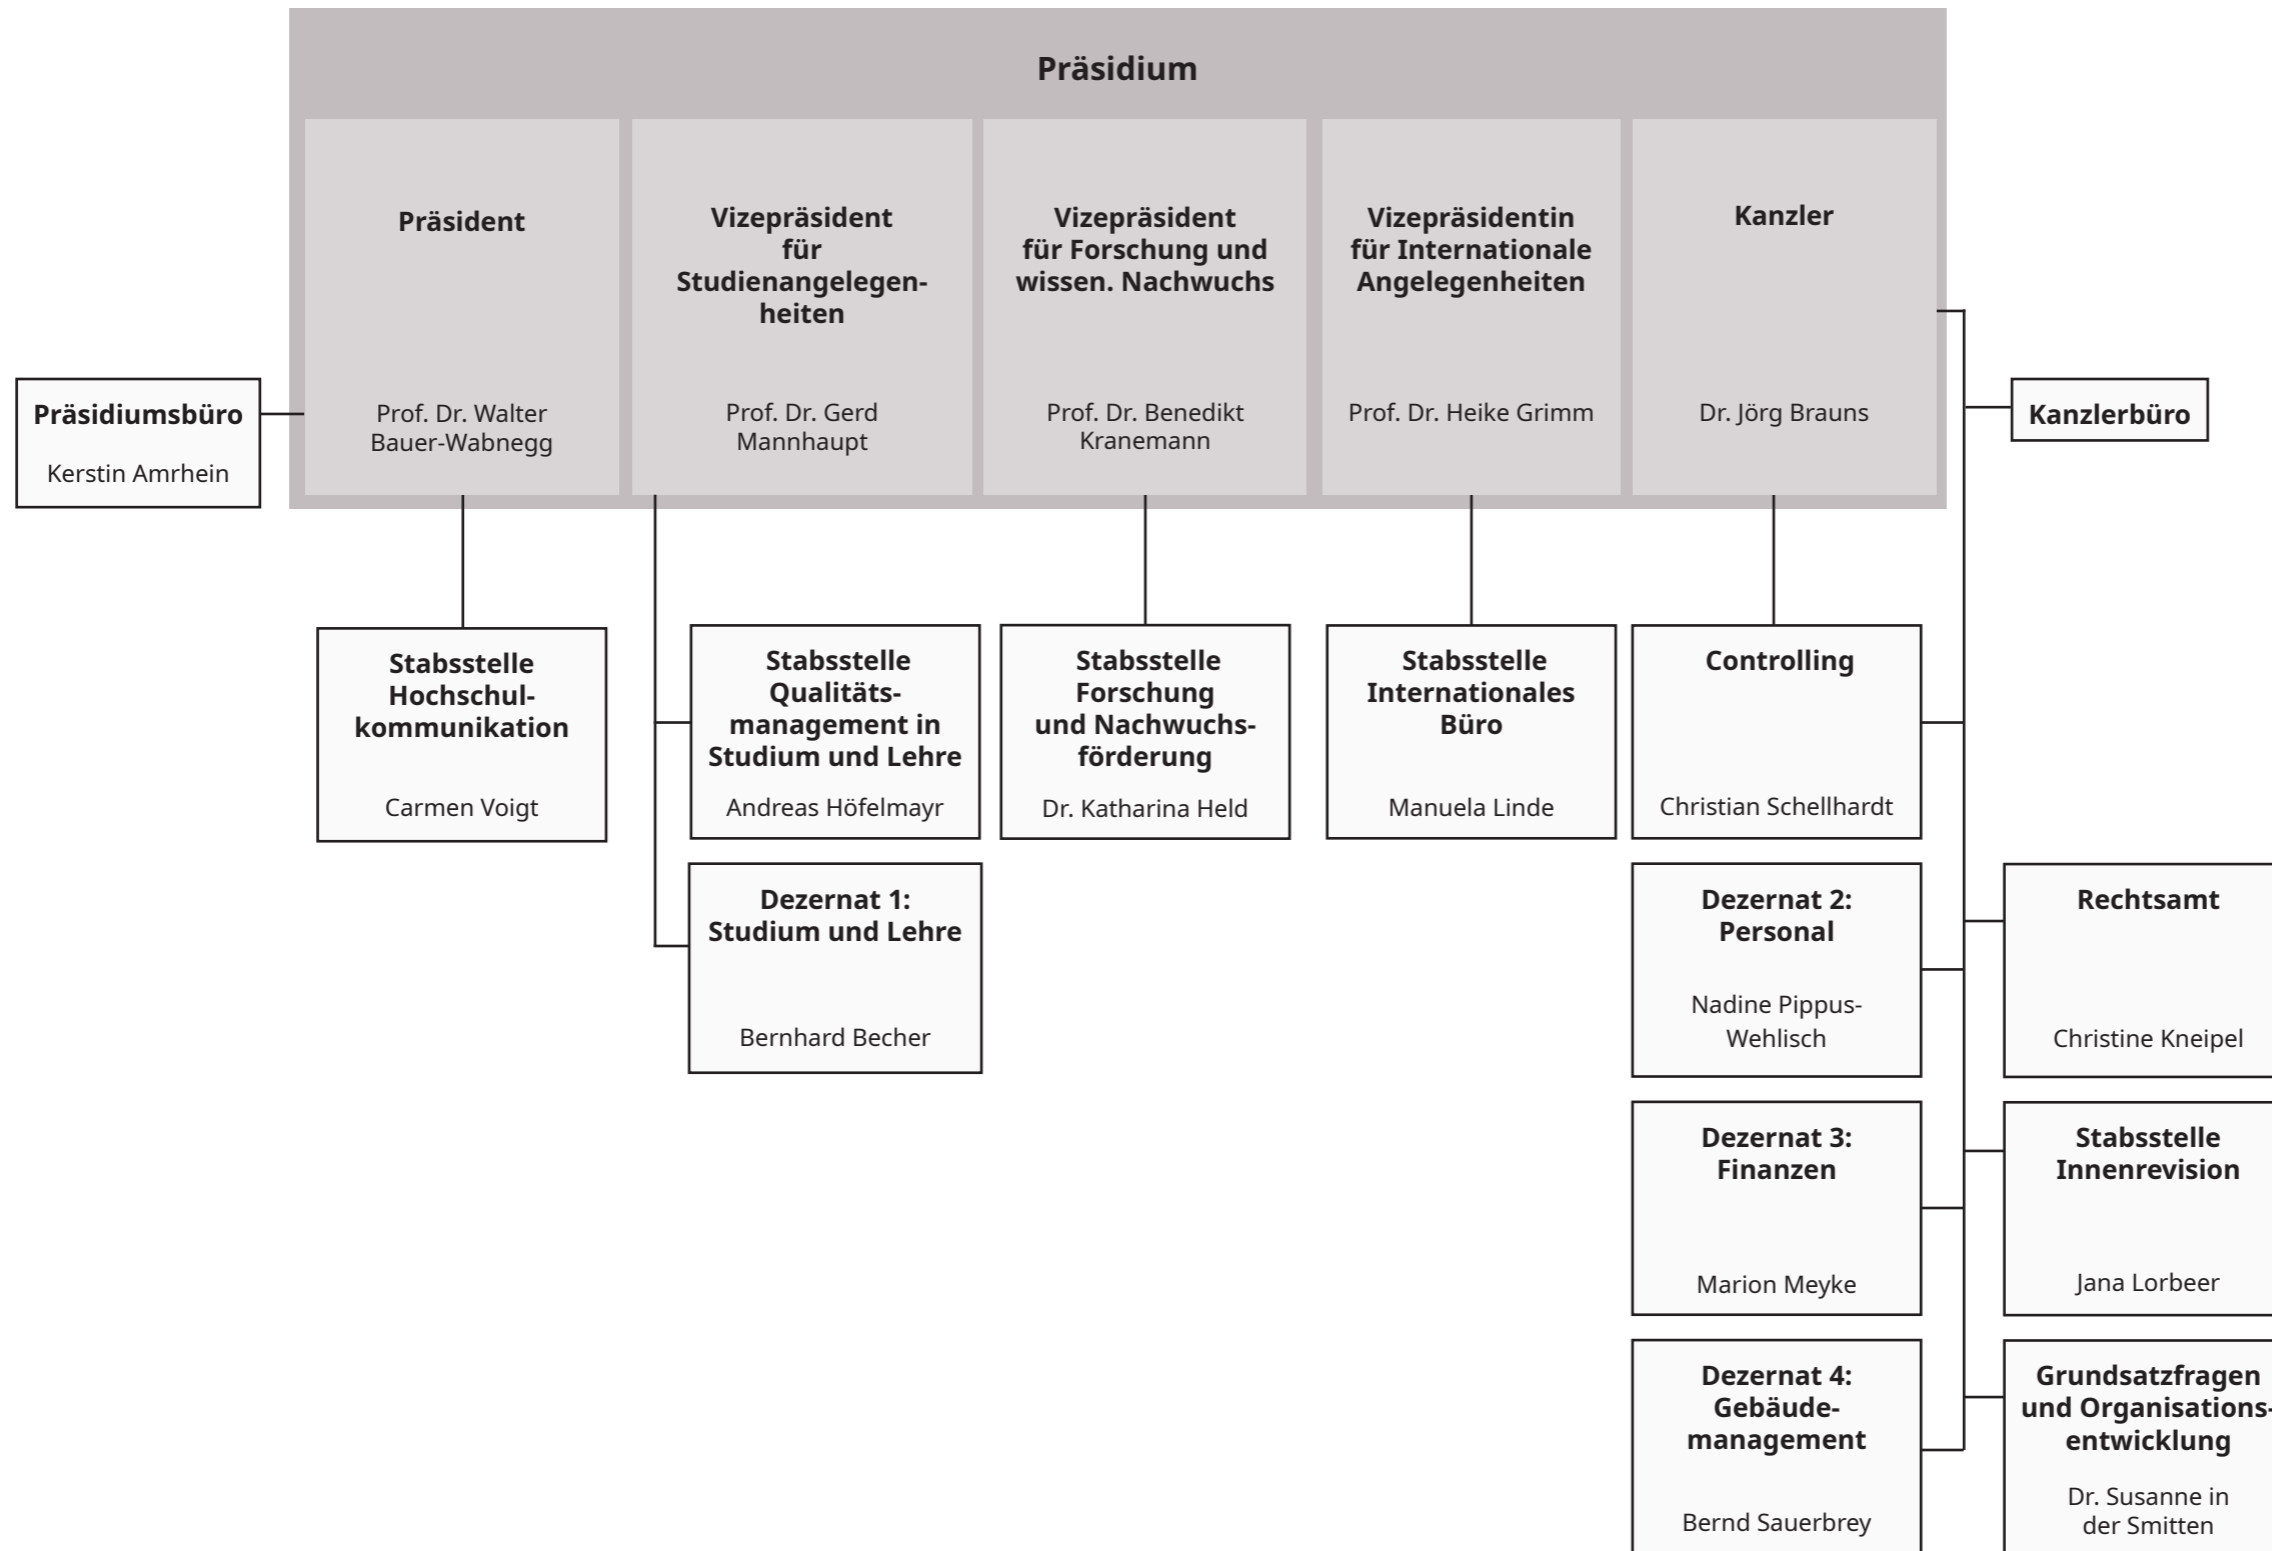 Präsidium
Präsident
Prof. Dr. Walter
Bauer-Wabnegg
Vizepräsident
für
Studienangelegen-
heiten
Prof. Dr. Gerd
Mannhaupt
Vizepräsident
für Forschung und
wissen. Nachwuchs
Prof. Dr. Benedikt
Kranemann
Vizepräsidentin
für Internationale
Angelegenheiten
Prof. Dr. Heike Grimm
Kanzler
Dr. Jörg Brauns
Präsidiumsbüro
Kerstin Amrhein
Kanzlerbüro
Stabsstelle
Hochschul-
kommunikation
Carmen Voigt
Stabsstelle
Qualitäts-
management in
Studium und Lehre
Andreas Höfelmayr
Stabsstelle
Forschung
und Nachwuchs-
förderung
Dr. Katharina Held
Stabsstelle
Internationales
Büro
Manuela Linde
Controlling
Christian Schellhardt
Dezernat 1:
Studium und Lehre
Bernhard Becher
Dezernat 2:
Personal
Nadine Pippus-
Wehlisch
Rechtsamt
Christine Kneipel
Dezernat 3:
Finanzen
Marion Meyke
Stabsstelle
Innenrevision
Jana Lorbeer
Dezernat 4:
Gebäude-
management
Bernd Sauerbrey
Grundsatzfragen
und Organisations-
entwicklung
Dr. Susanne in
der Smitten